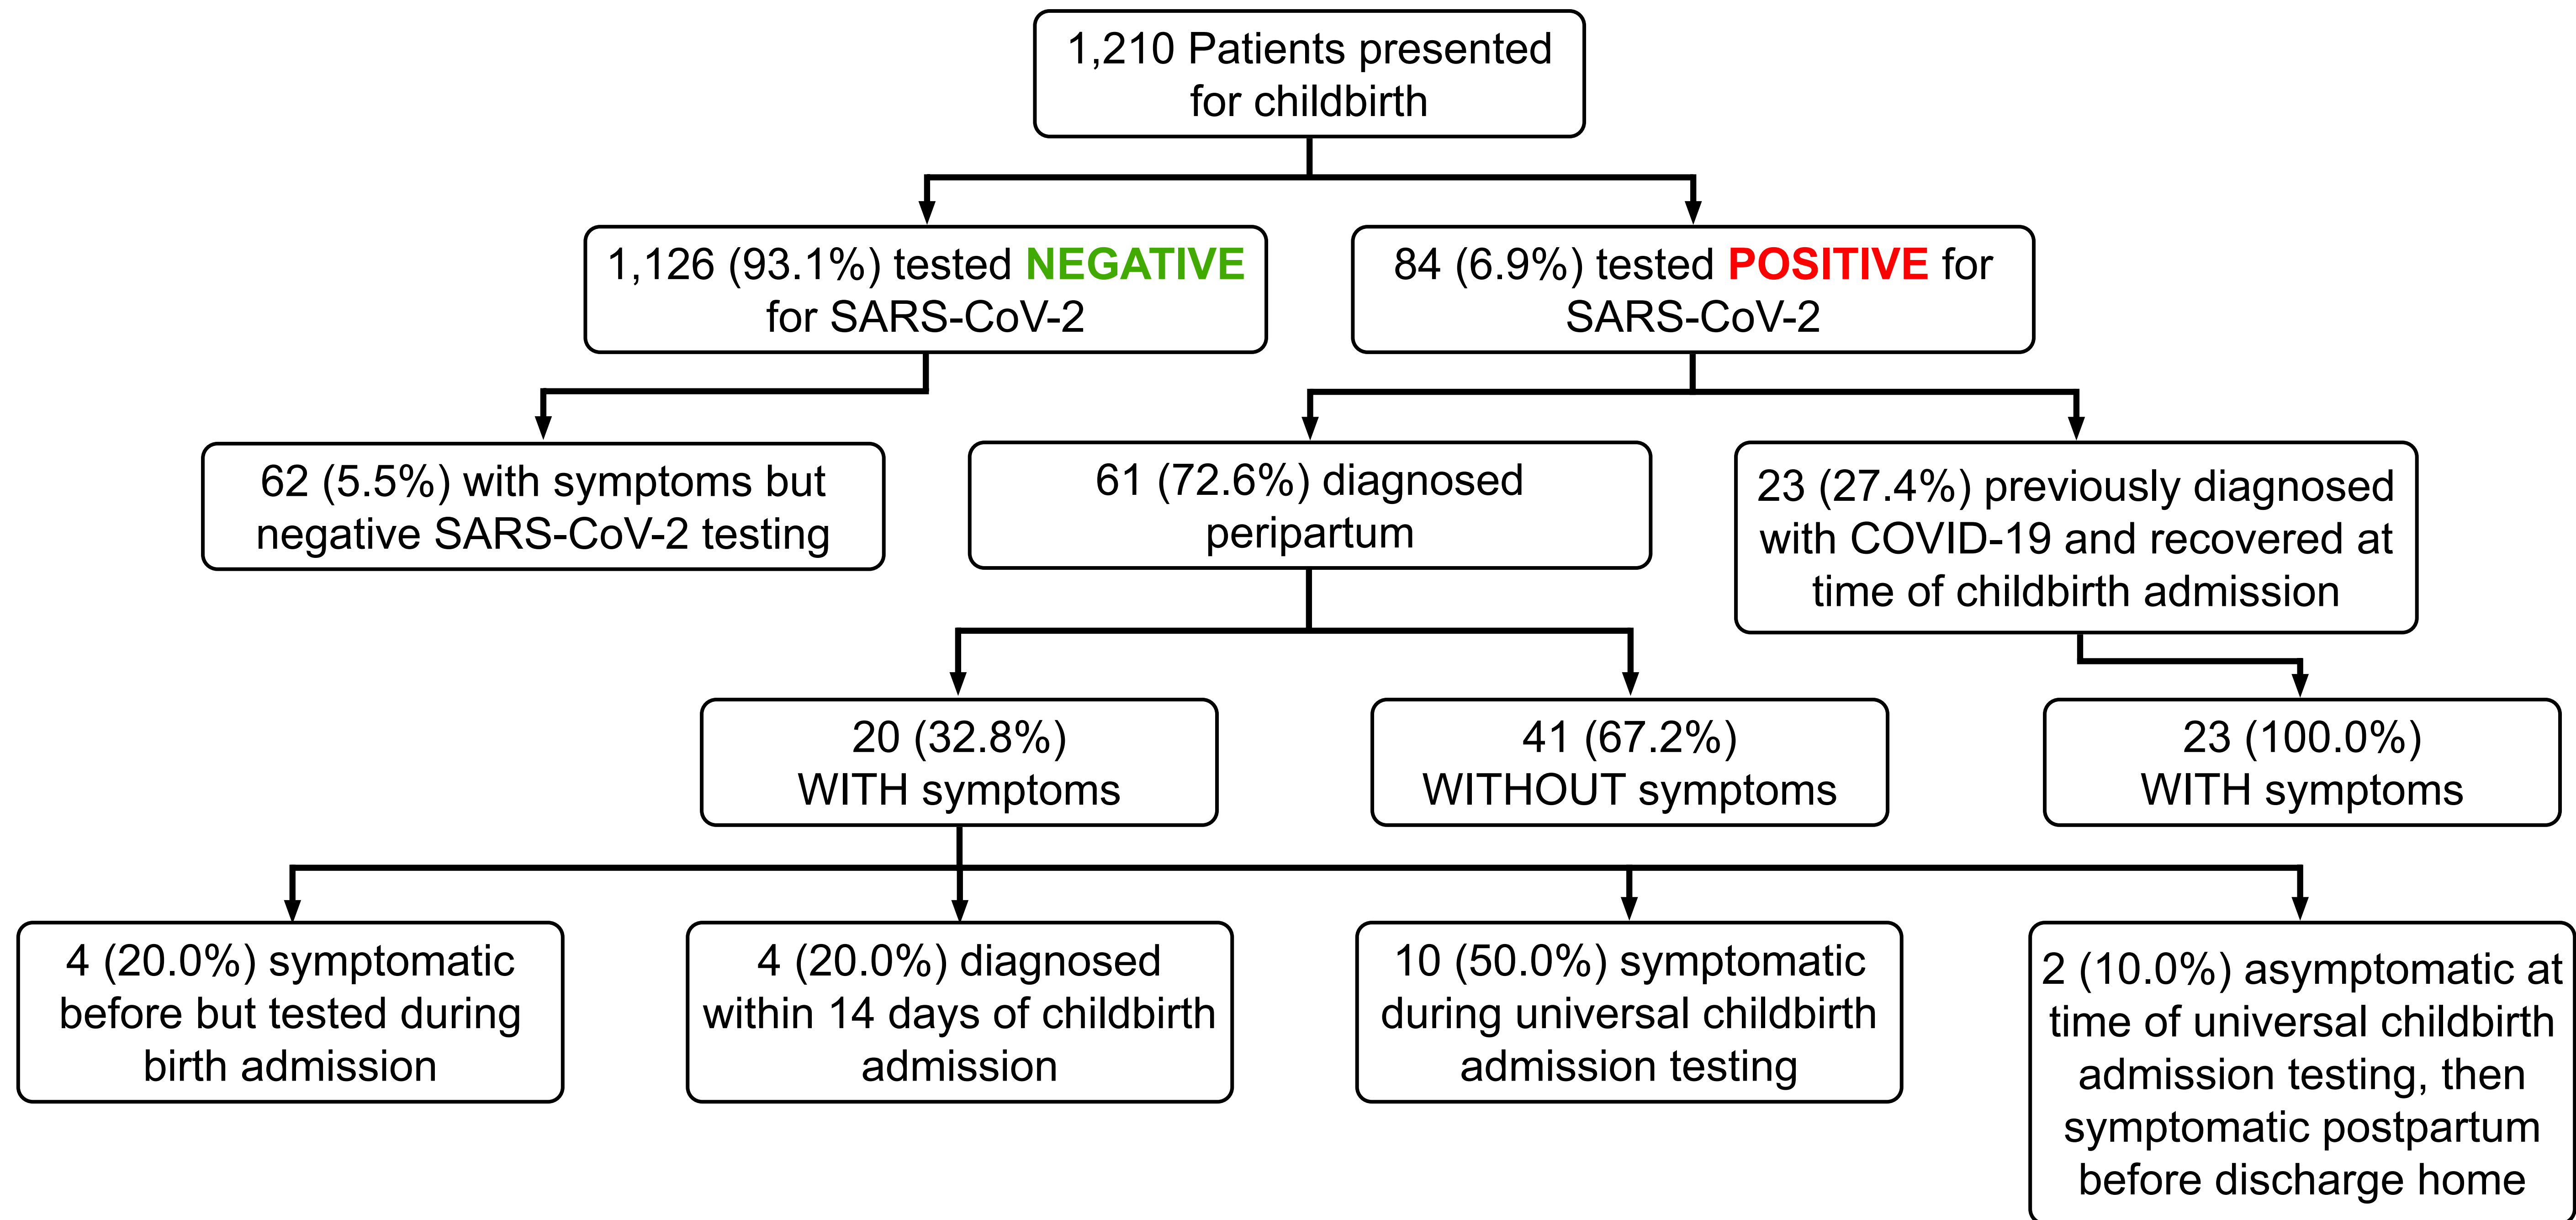 1,210 Patients presented
for childbirth
1,126 (93.1%) tested NEGATIVE
for SARS-CoV-2
84 (6.9%) tested POSITIVE for
SARS-CoV-2
62 (5.5%) with symptoms but
negative SARS-CoV-2 testing
61 (72.6%) diagnosed
peripartum
23 (27.4%) previously diagnosed
with COVID-19 and recovered at
time of childbirth admission
20 (32.8%)
WITH symptoms
41 (67.2%)
WITHOUT symptoms
23 (100.0%)
WITH symptoms
4 (20.0%) symptomatic
before but tested during
birth admission
4 (20.0%) diagnosed
within 14 days of childbirth
admission
10 (50.0%) symptomatic
during universal childbirth
admission testing
2 (10.0%) asymptomatic at
time of universal childbirth
admission testing, then
symptomatic postpartum
before discharge home